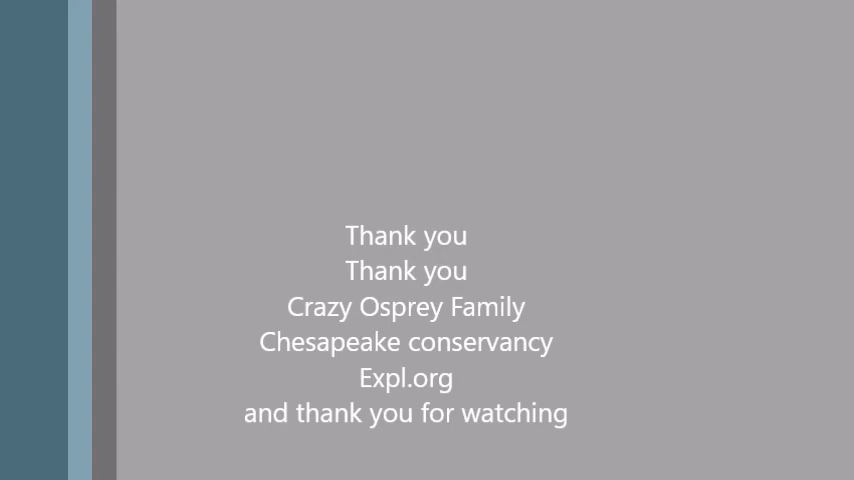 Thank you
Thank you
Crazy Osprey Family
Chesapeake conservancy
Expl.org
and thank you for watching